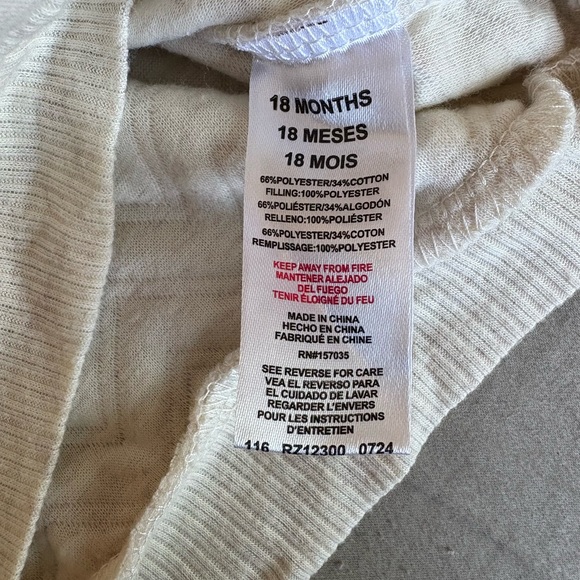 18 MONTHS
18 MESES
18 MOIS
66%POLYESTER/34%COTTON
FILLING:100%POLYESTER
66%POLIÉSTER/34%ALGODÓN
RELLENO:100%POLIÉSTER
66%POLYESTER/34%COTON
REMPLISSAGE:100%POLYESTER
KEEP AWAY FROM FIRE
MANTENER ALEJADO
DEL FUEGO
TENIR ÉLOIGNÉ DU FEU
MADE IN CHINA
HECHO EN CHINA
FABRIQUÉ EN CHINE
RN#157035
SEE REVERSE FOR CARE
VEA EL REVERSO PARA
EL CUIDADO DE LAVAR
REGARDER L'ENVERS
POUR LES INSTRUCTIONS
D'ENTRETIEN
116 RZ12300 0724